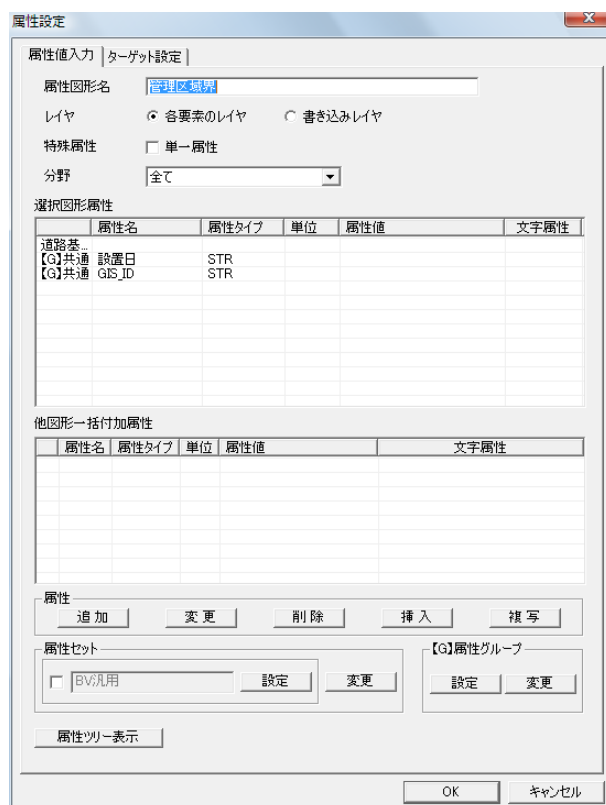 属性設定
属性値入力 ターゲット設定
属性図形名 管理区域界
レイヤ 各要素のレイヤ 書き込みレイヤ
特殊属性 単一属性
分野 全て
選択図形属性
属性名 属性タイプ 単位 属性値 文字属性
道路基...
【G】共通 設置日 STR
【G】共通 GIS_ID STR
他図形一括付加属性
属性名 属性タイプ 単位 属性値 文字属性
属性
追加 変更 削除 挿入 複写
属性セット 【G】属性グループ
BV汎用 設定 変更 設定 変更
属性ツリー表示
OK キャンセル